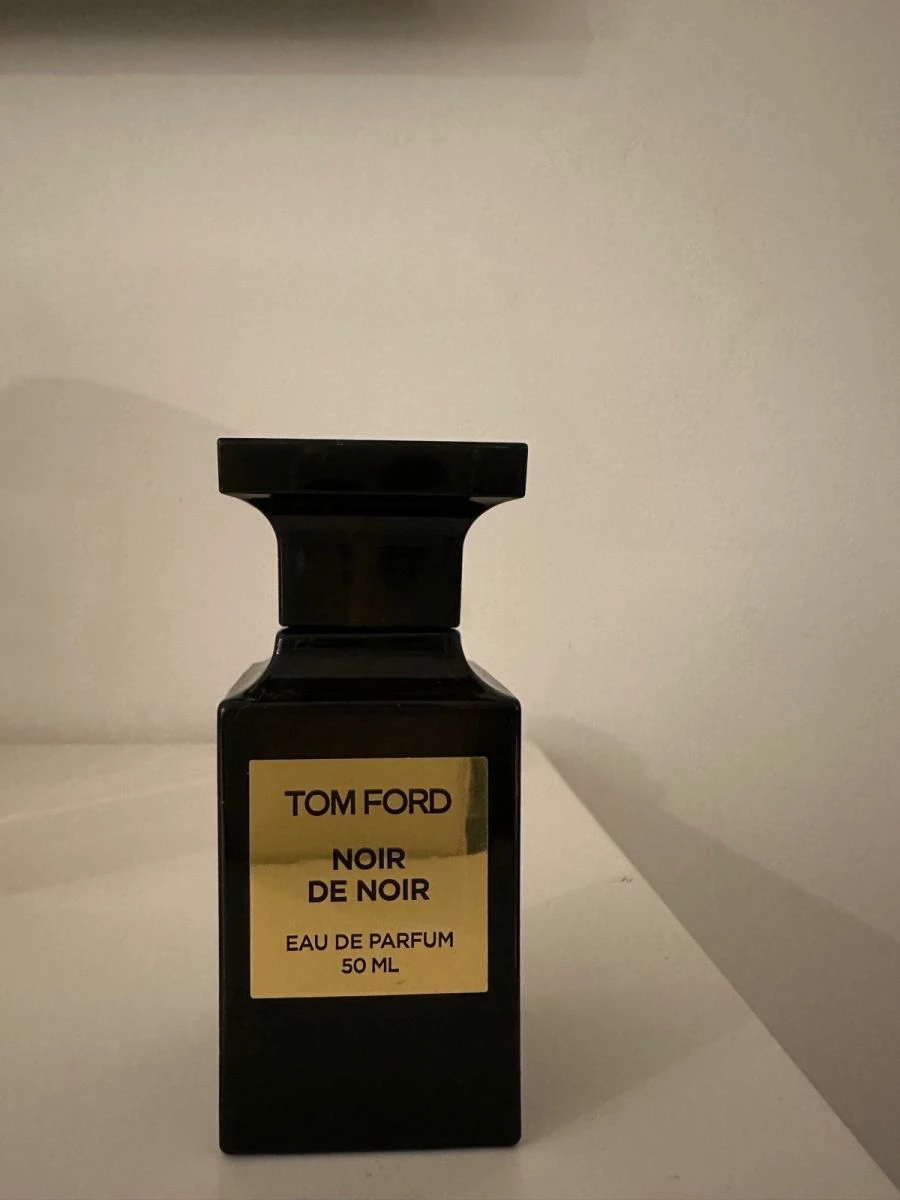 TOM FORD
NOIR
DE NOIR
EAU DE PARFUM
50 ML